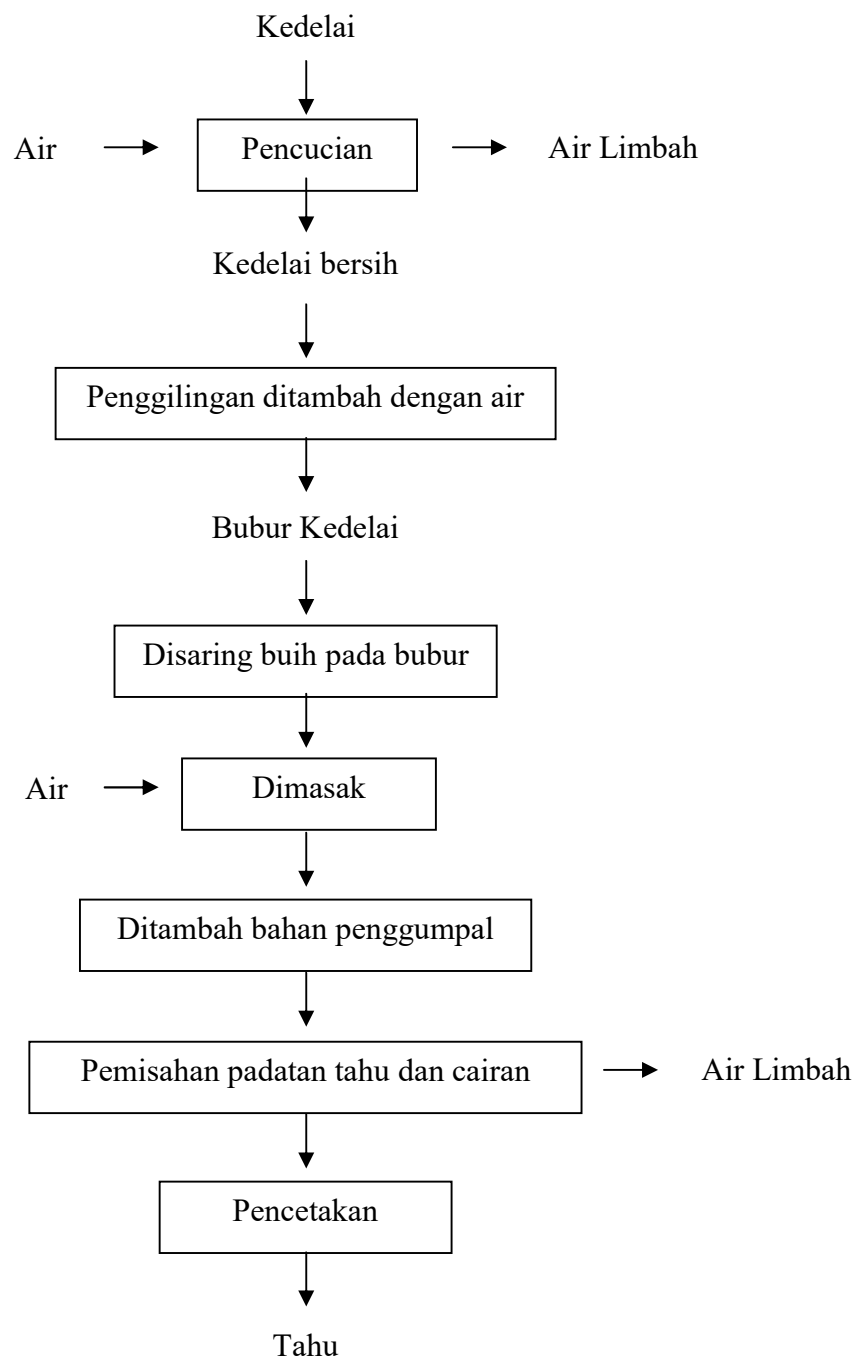 Kedelai
Air
Pencucian
Air Limbah
Kedelai bersih
Penggilingan ditambah dengan air
Bubur Kedelai
Disaring buih pada bubur
Air
Dimasak
Ditambah bahan penggumpal
Pemisahan padatan tahu dan cairan
Air Limbah
Pencetakan
Tahu